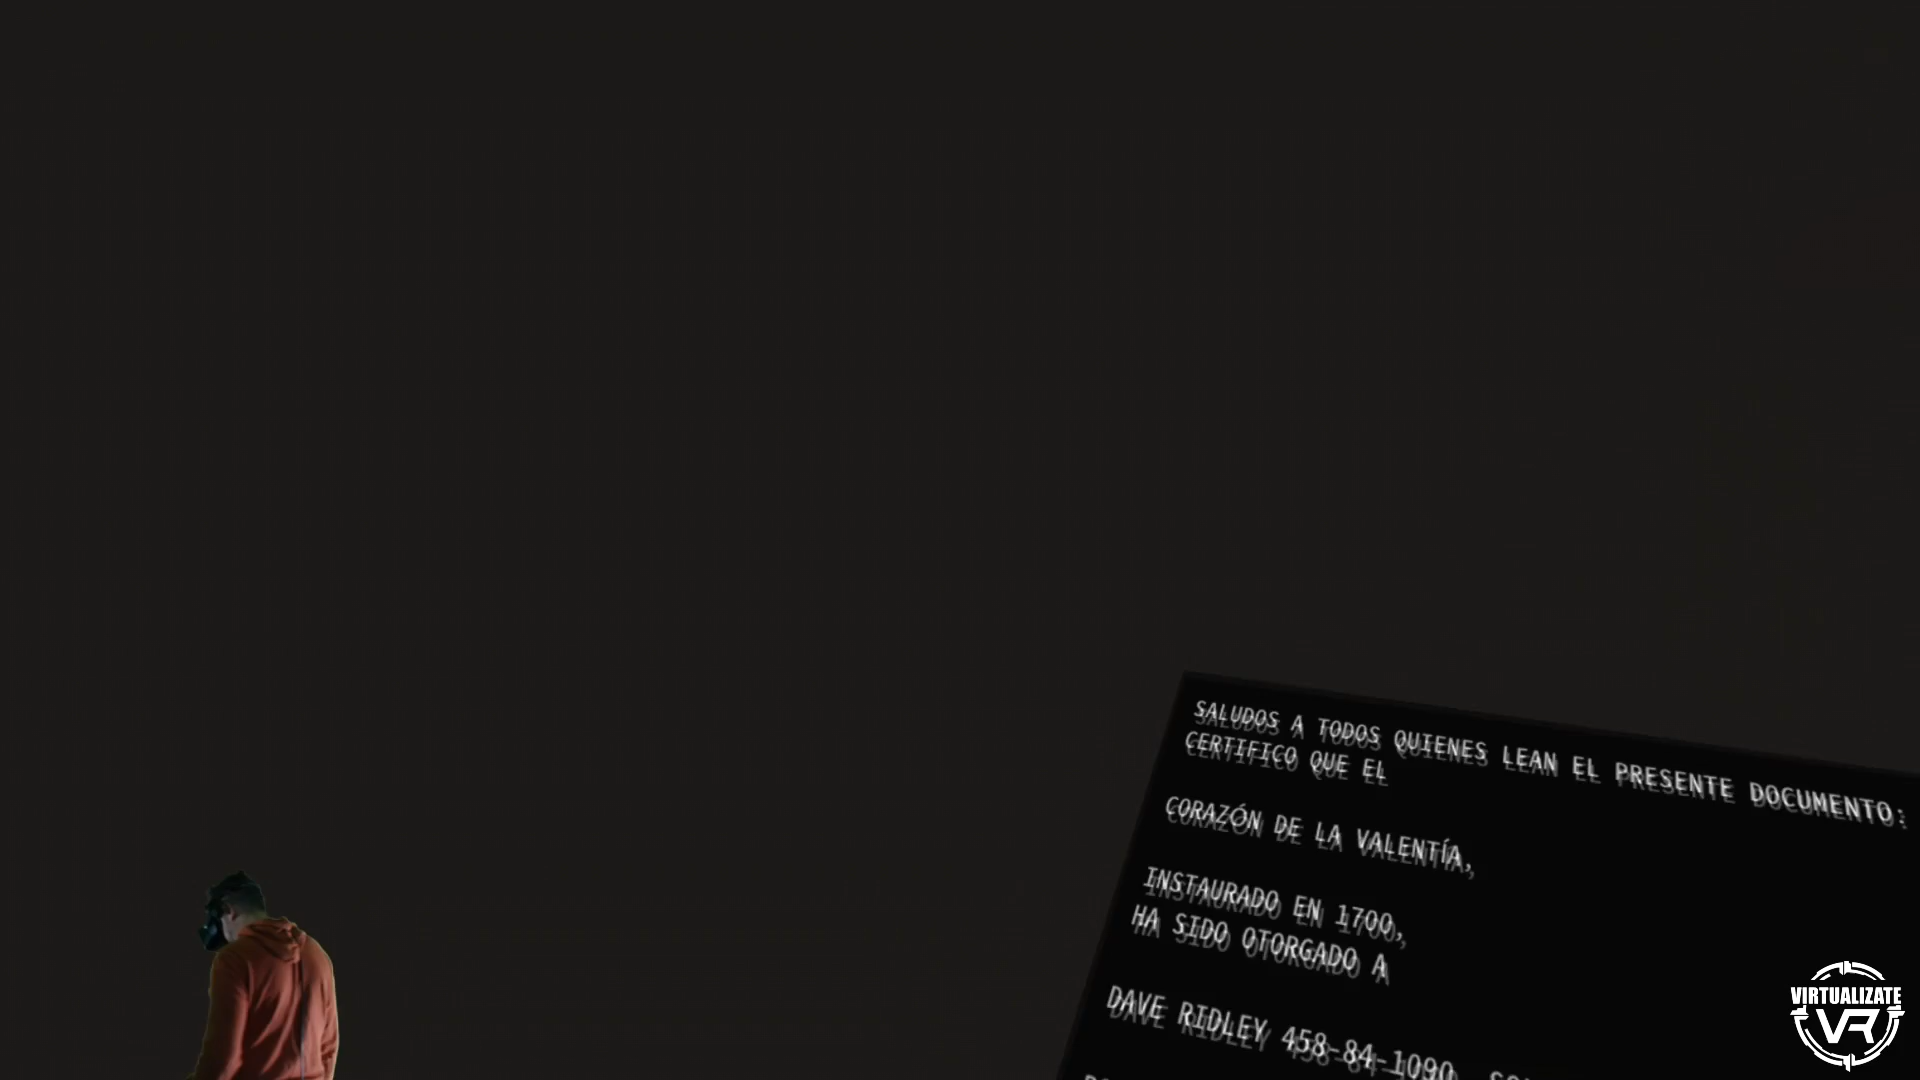 SALUDOS A TODOS QUIENES LEAN EL PRESENTE DOCUMENTO:
CERTIFICO QUE EL
CORAZÓN DE LA VALENTÍA,
INSTAURADO EN 1700,
HA SIDO OTORGADO A
DAVE RIDLEY 458-84-1090,
VIRTUALIZATE
VR